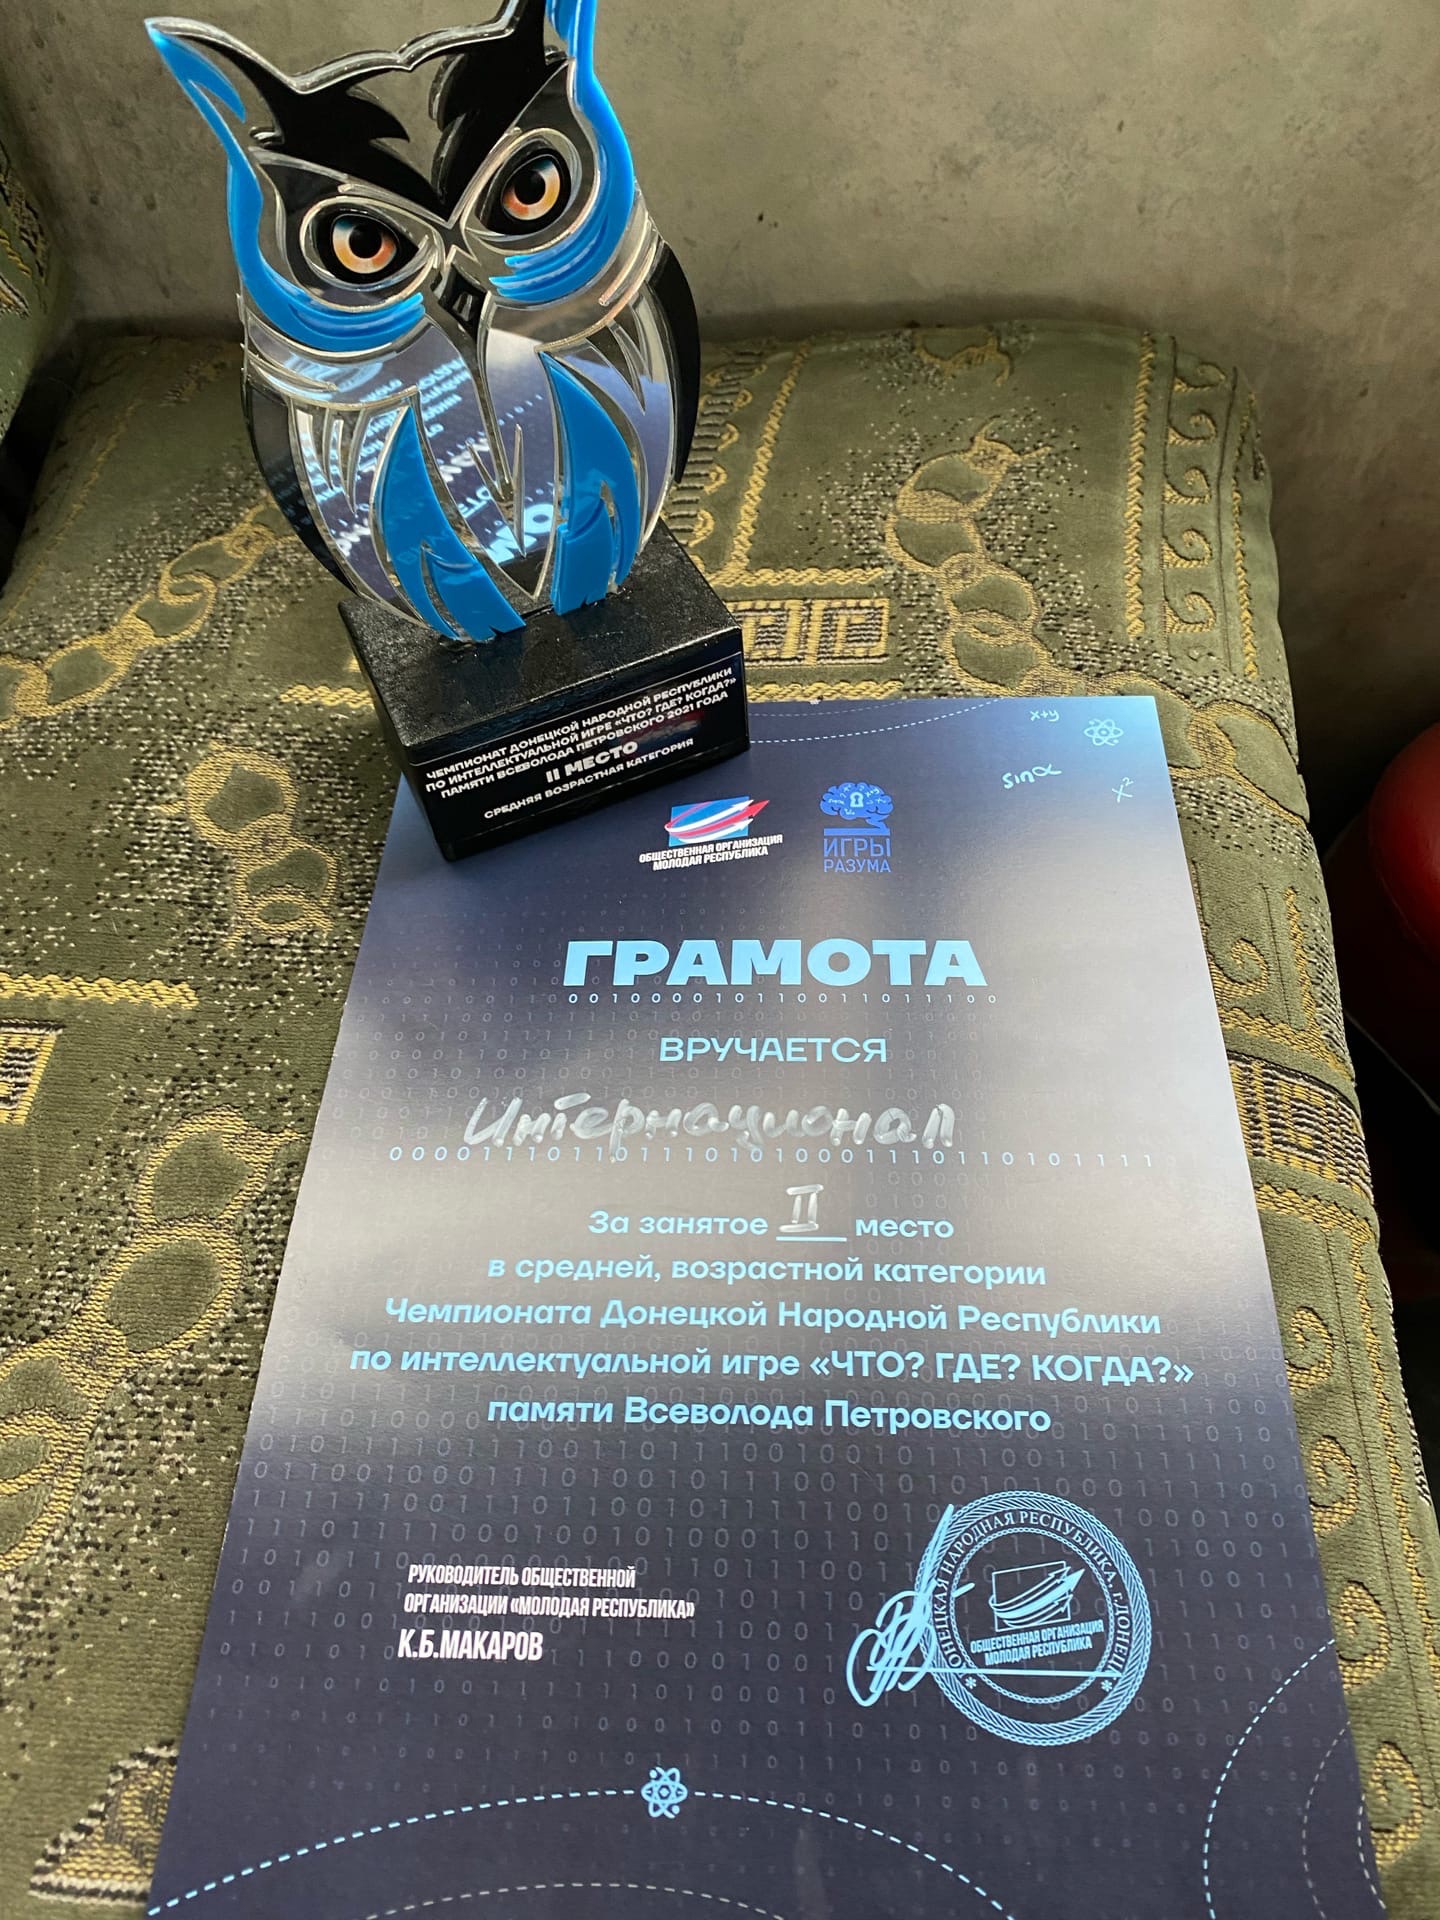 ЧЕМПИОНАТ ДОНЕЦКОЙ НАРОДНОЙ РЕСПУБЛИКИ
ПО ИНТЕЛЛЕКТУАЛЬНОЙ ИГРЕ «ЧТО? ГДЕ? КОГДА?»
ПАМЯТИ ВСЕВОЛОДА ПЕТРОВСКОГО 2021 ГОДА
II МЕСТО
СРЕДНЯЯ ВОЗРАСТНАЯ КАТЕГОРИЯ
x+y
sinα
x²
ОБЩЕСТВЕННАЯ ОРГАНИЗАЦИЯ
МОЛОДАЯ РЕСПУБЛИКА
ИГРЫ
РАЗУМА
ГРАМОТА
ВРУЧАЕТСЯ
Интернационал
За занятое II место
в средней, возрастной категории
Чемпионата Донецкой Народной Республики
по интеллектуальной игре «ЧТО? ГДЕ? КОГДА?»
памяти Всеволода Петровского
РУКОВОДИТЕЛЬ ОБЩЕСТВЕННОЙ
ОРГАНИЗАЦИИ «МОЛОДАЯ РЕСПУБЛИКА»
К.Б.МАКАРОВ
ДОНЕЦКАЯ НАРОДНАЯ РЕСПУБЛИКА, г.ДОНЕЦК
ОБЩЕСТВЕННАЯ ОРГАНИЗАЦИЯ
МОЛОДАЯ РЕСПУБЛИКА